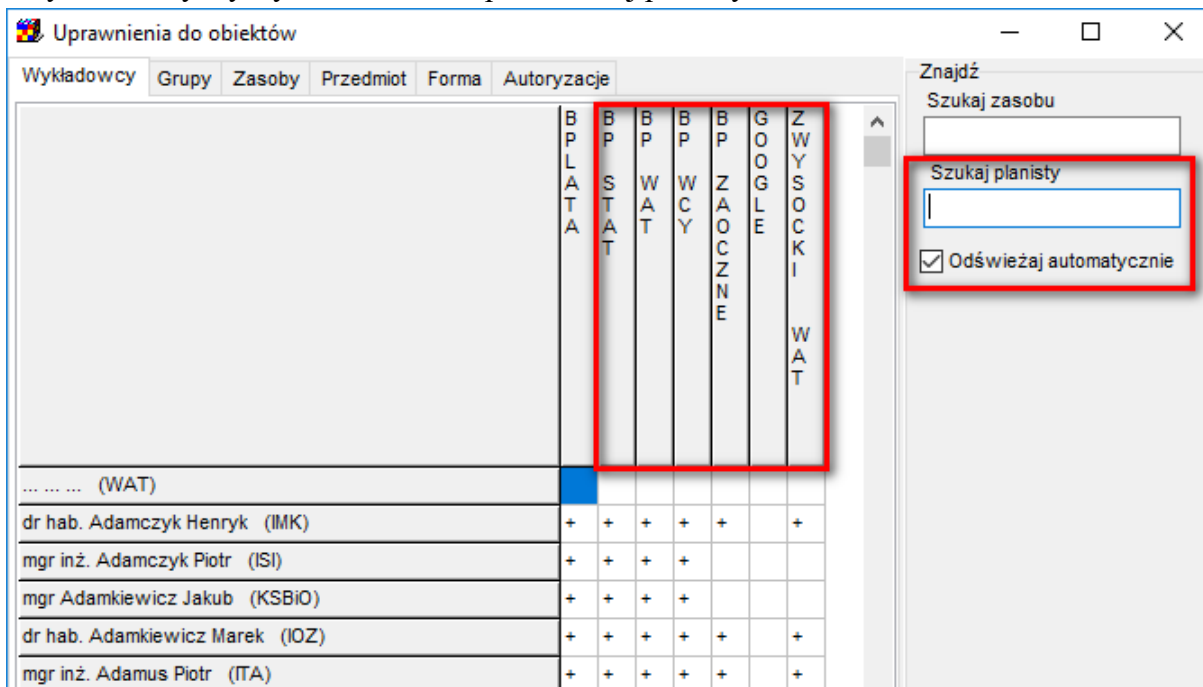 Uprawnienia do obiektów
Wykładowcy Grupy Zasoby Przedmiot Forma Autoryzacje
Znajdź
Szukaj zasobu
Szukaj planisty
Odświeżaj automatycznie
BPLATA
BP STAT
BP WAT
BP WCY
BP ZAOCZNE
GOOGLE
ZWYSOCKI WAT
... ... ... (WAT)
dr hab. Adamczyk Henryk (IMK) + + + + + +
mgr inż. Adamczyk Piotr (ISI) + + + +
mgr Adamkiewicz Jakub (KSBiO) + + + +
dr hab. Adamkiewicz Marek (IOZ) + + + + + +
mgr inż. Adamus Piotr (ITA) + + + + + +